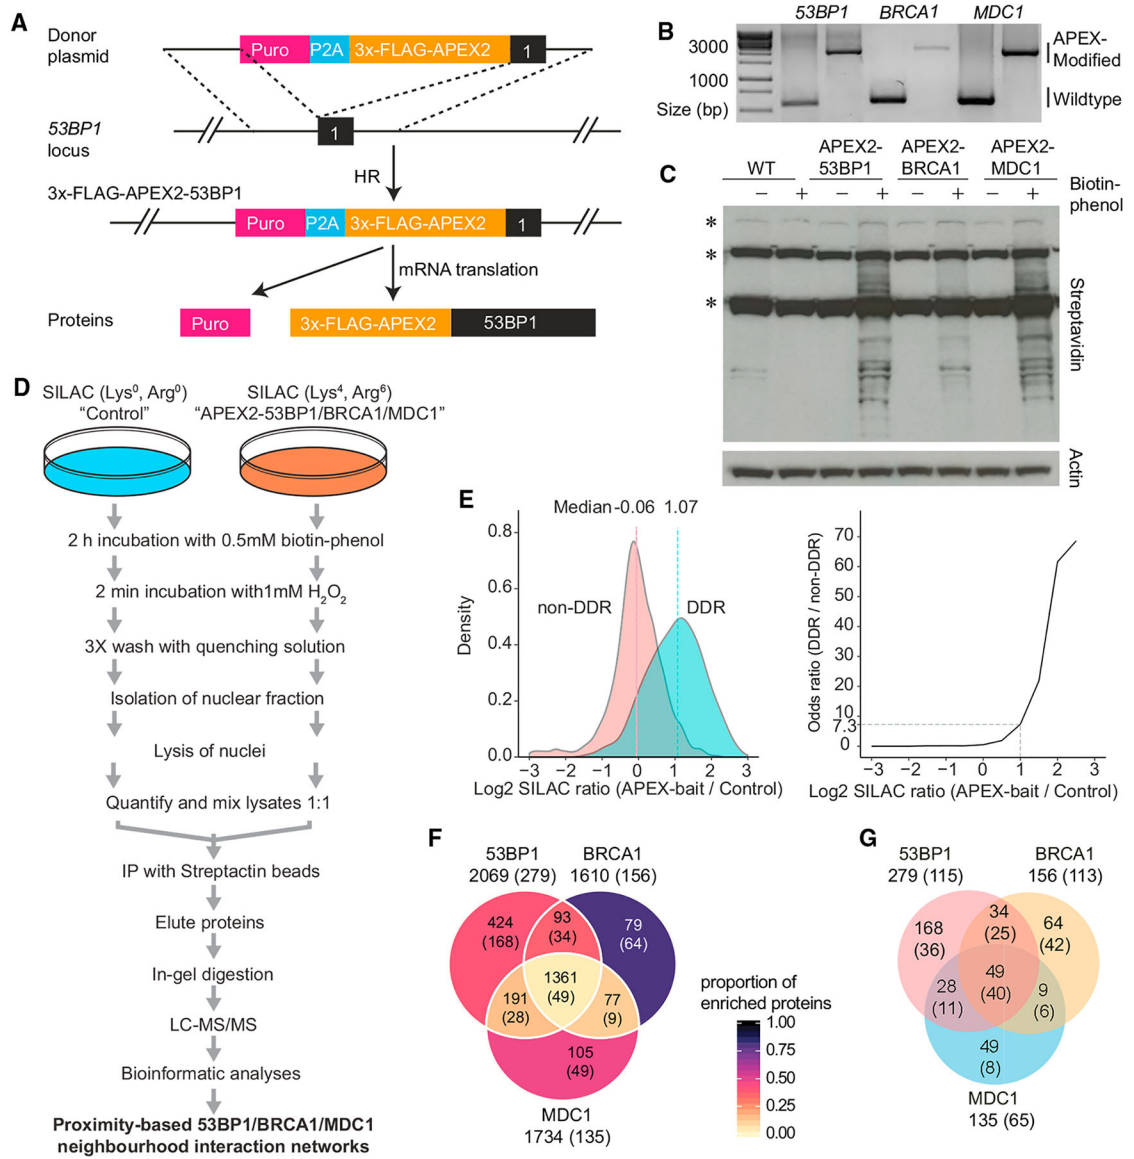 A
Donor
plasmid
Puro
P2A
3x-FLAG-APEX2
1
53BP1
locus
1
HR
3x-FLAG-APEX2-53BP1
Puro
P2A
3x-FLAG-APEX2
1
mRNA translation
Proteins
Puro
3x-FLAG-APEX2
53BP1
B
53BP1 BRCA1 MDC1
3000
1000
Size (bp)
APEX-
Modified
Wildtype
C
WT
APEX2-
53BP1
APEX2-
BRCA1
APEX2-
MDC1
− + − + − + − +
Biotin-
phenol
*
*
*
Streptavidin
Actin
D
SILAC (Lys⁰, Arg⁰)
“Control”
SILAC (Lys⁴, Arg⁶)
“APEX2-53BP1/BRCA1/MDC1”
2 h incubation with 0.5mM biotin-phenol
2 min incubation with1mM H₂O₂
3X wash with quenching solution
Isolation of nuclear fraction
Lysis of nuclei
Quantify and mix lysates 1:1
IP with Streptactin beads
Elute proteins
In-gel digestion
LC-MS/MS
Bioinformatic analyses
Proximity-based 53BP1/BRCA1/MDC1
neighbourhood interaction networks
E
Median-0.06 1.07
0.8
0.6
0.4
0.2
0.0
Density
non-DDR
DDR
−3 −2 −1 0 1 2 3
Log2 SILAC ratio (APEX-bait / Control)
70
60
50
40
30
20
10
7.3
0
Odds ratio (DDR / non-DDR)
−3 −2 −1 0 1 2 3
Log2 SILAC ratio (APEX-bait / Control)
F
53BP1
2069 (279)
BRCA1
1610 (156)
424
(168)
93
(34)
79
(64)
1361
(49)
191
(28)
77
(9)
105
(49)
MDC1
1734 (135)
proportion of
enriched proteins
1.00
0.75
0.50
0.25
0.00
G
53BP1
279 (115)
BRCA1
156 (113)
168
(36)
34
(25)
64
(42)
49
(40)
28
(11)
9
(6)
49
(8)
MDC1
135 (65)